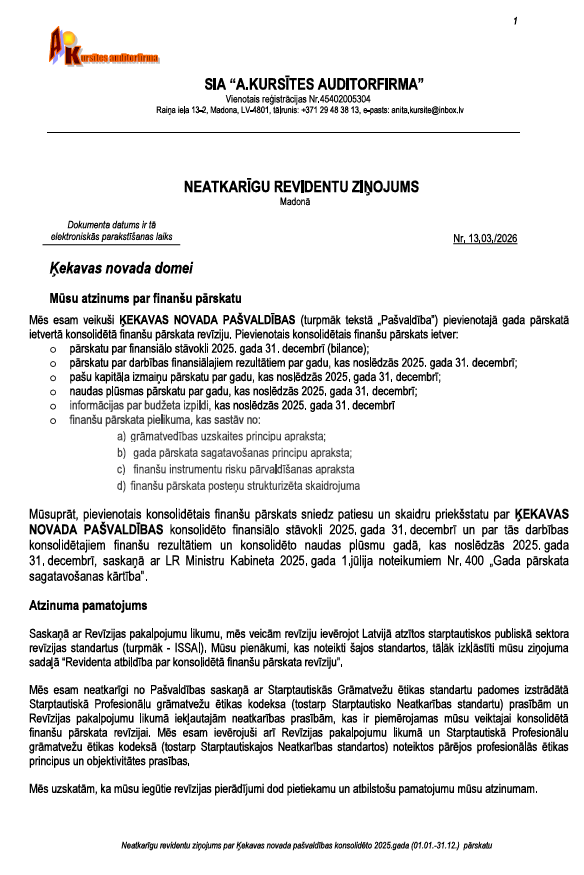 1
A Kursītes auditorfirma
SIA “A.KURSĪTES AUDITORFIRMA”
Vienotais reģistrācijas Nr.45402005304
Raiņa iela 13-2, Madona, LV-4801, tālrunis: +371 29 48 38 13, e-pasts: anita.kursite@inbox.lv
NEATKARĪGU REVIDENTU ZIŅOJUMS
Madonā
Dokumenta datums ir tā
elektroniskās parakstīšanas laiks
Nr. 13.03./2026
Ķekavas novada domei
Mūsu atzinums par finanšu pārskatu
Mēs esam veikuši ĶEKAVAS NOVADA PAŠVALDĪBAS (turpmāk tekstā „Pašvaldība”) pievienotajā gada pārskatā
ietvertā konsolidētā finanšu pārskata revīziju. Pievienotais konsolidētais finanšu pārskats ietver:
o pārskatu par finansiālo stāvokli 2025. gada 31. decembrī (bilance);
o pārskatu par darbības finansiālajiem rezultātiem par gadu, kas noslēdzās 2025. gada 31. decembrī;
o pašu kapitāla izmaiņu pārskatu par gadu, kas noslēdzās 2025. gada 31. decembrī;
o naudas plūsmas pārskatu par gadu, kas noslēdzās 2025. gada 31. decembrī;
o informācijas par budžeta izpildi, kas noslēdzās 2025. gada 31. decembrī
o finanšu pārskata pielikuma, kas sastāv no:
a) grāmatvedības uzskaites principu apraksta;
b) gada pārskata sagatavošanas principu apraksta;
c) finanšu instrumentu risku pārvaldīšanas apraksta
d) finanšu pārskata posteņu strukturizēta skaidrojuma
Mūsuprāt, pievienotais konsolidētais finanšu pārskats sniedz patiesu un skaidru priekšstatu par ĶEKAVAS
NOVADA PAŠVALDĪBAS konsolidēto finansiālo stāvokli 2025. gada 31. decembrī un par tās darbības
konsolidētajiem finanšu rezultātiem un konsolidēto naudas plūsmu gadā, kas noslēdzās 2025. gada
31. decembrī, saskaņā ar LR Ministru Kabineta 2025. gada 1.jūlija noteikumiem Nr. 400 „Gada pārskata
sagatavošanas kārtība”.
Atzinuma pamatojums
Saskaņā ar Revīzijas pakalpojumu likumu, mēs veicām revīziju ievērojot Latvijā atzītos starptautiskos publiskā sektora
revīzijas standartus (turpmāk - ISSAI). Mūsu pienākumi, kas noteikti šajos standartos, tālāk izklāstīti mūsu ziņojuma
sadaļā “Revidenta atbildība par konsolidētā finanšu pārskata revīziju”.
Mēs esam neatkarīgi no Pašvaldības saskaņā ar Starptautiskās Grāmatvežu ētikas standartu padomes izstrādātā
Starptautiskā Profesionālu grāmatvežu ētikas kodeksa (tostarp Starptautisko Neatkarības standartu) prasībām un
Revīzijas pakalpojumu likumā iekļautajām neatkarības prasībām, kas ir piemērojamas mūsu veiktajai konsolidētā
finanšu pārskata revīzijai. Mēs esam ievērojuši arī Revīzijas pakalpojumu likumā un Starptautiskā Profesionālu
grāmatvežu ētikas kodeksā (tostarp Starptautiskajos Neatkarības standartos) noteiktos pārējos profesionālās ētikas
principus un objektivitātes prasības.
Mēs uzskatām, ka mūsu iegūtie revīzijas pierādījumi dod pietiekamu un atbilstošu pamatojumu mūsu atzinumam.
Neatkarīgu revidentu ziņojums par Ķekavas novada pašvaldības konsolidēto 2025.gada (01.01.-31.12.) pārskatu